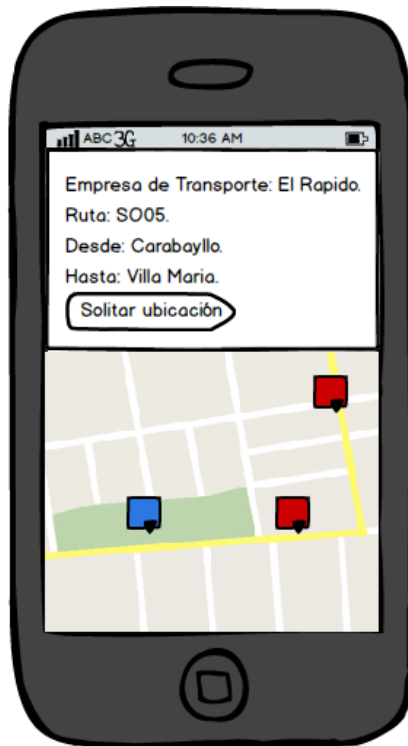 ABC 3G 10:36 AM
Empresa de Transporte: El Rapido.
Ruta: SO05.
Desde: Carabayllo.
Hasta: Villa Maria.
Solitar ubicación